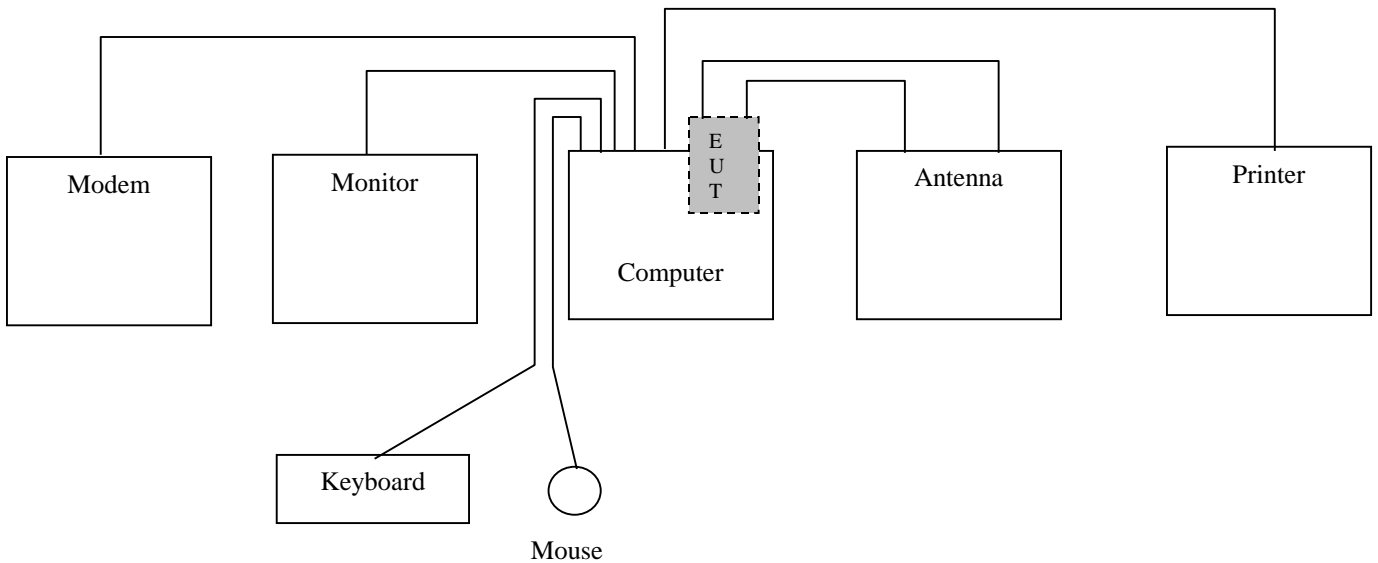 Modem
Monitor
E
U
T
Computer
Antenna
Printer
Keyboard
Mouse